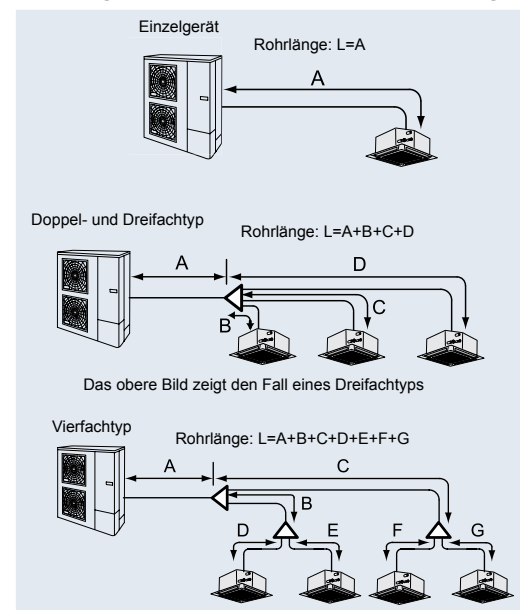 Einzelgerät
Rohrlänge: L=A
A
Doppel- und Dreifachtyp
Rohrlänge: L=A+B+C+D
A
D
C
B
Das obere Bild zeigt den Fall eines Dreifachtyps
Vierfachtyp
Rohrlänge: L=A+B+C+D+E+F+G
A
C
B
D
E
F
G